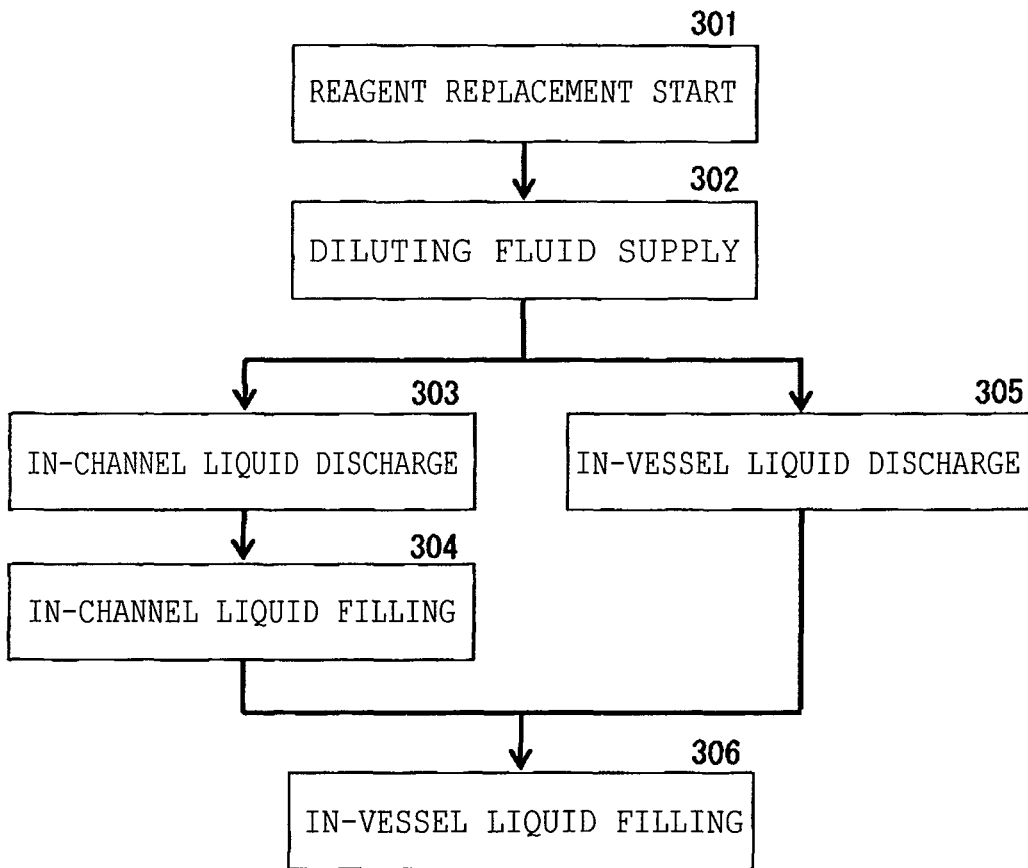 301
REAGENT REPLACEMENT START
302
DILUTING FLUID SUPPLY
303
IN-CHANNEL LIQUID DISCHARGE
304
IN-CHANNEL LIQUID FILLING
305
IN-VESSEL LIQUID DISCHARGE
306
IN-VESSEL LIQUID FILLING